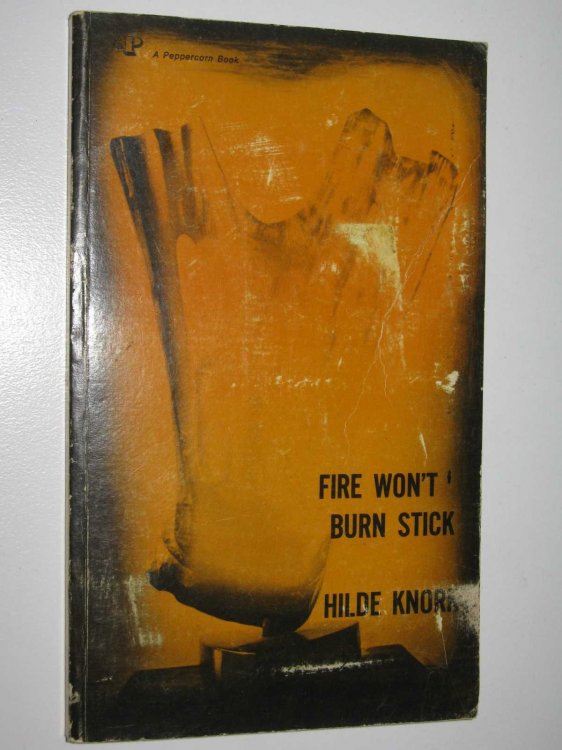 P
A Peppercorn Book
FIRE WON'T
BURN STICK
HILDE KNORR